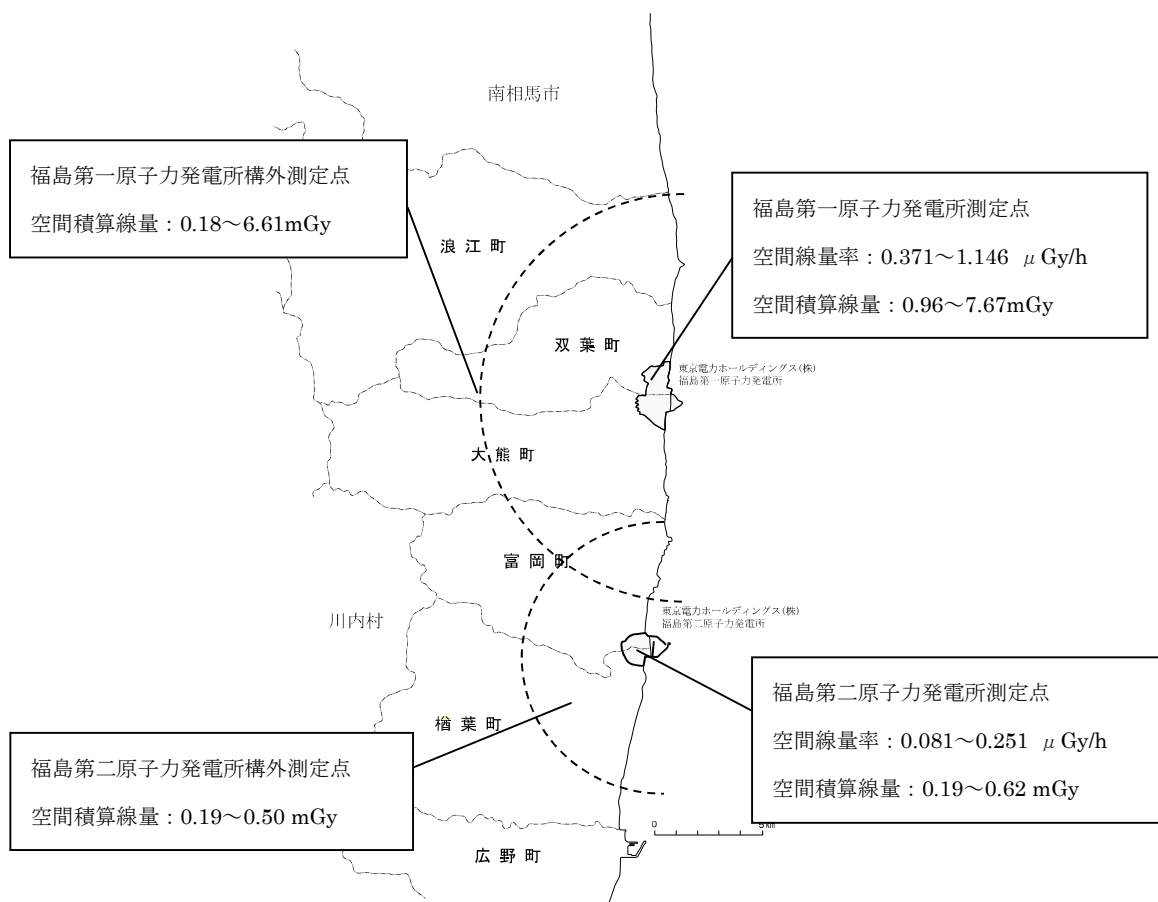 南相馬市
福島第一原子力発電所構外測定点
空間積算線量：0.18～6.61mGy
福島第一原子力発電所測定点
空間線量率：0.371～1.146 μGy/h
空間積算線量：0.96～7.67mGy
浪江町
双葉町
東京電力ホールディングス(株)
福島第一原子力発電所
大熊町
富岡町
東京電力ホールディングス(株)
福島第二原子力発電所
川内村
福島第二原子力発電所測定点
空間線量率：0.081～0.251 μGy/h
空間積算線量：0.19～0.62 mGy
楢葉町
福島第二原子力発電所構外測定点
空間積算線量：0.19～0.50 mGy
0 5km
広野町